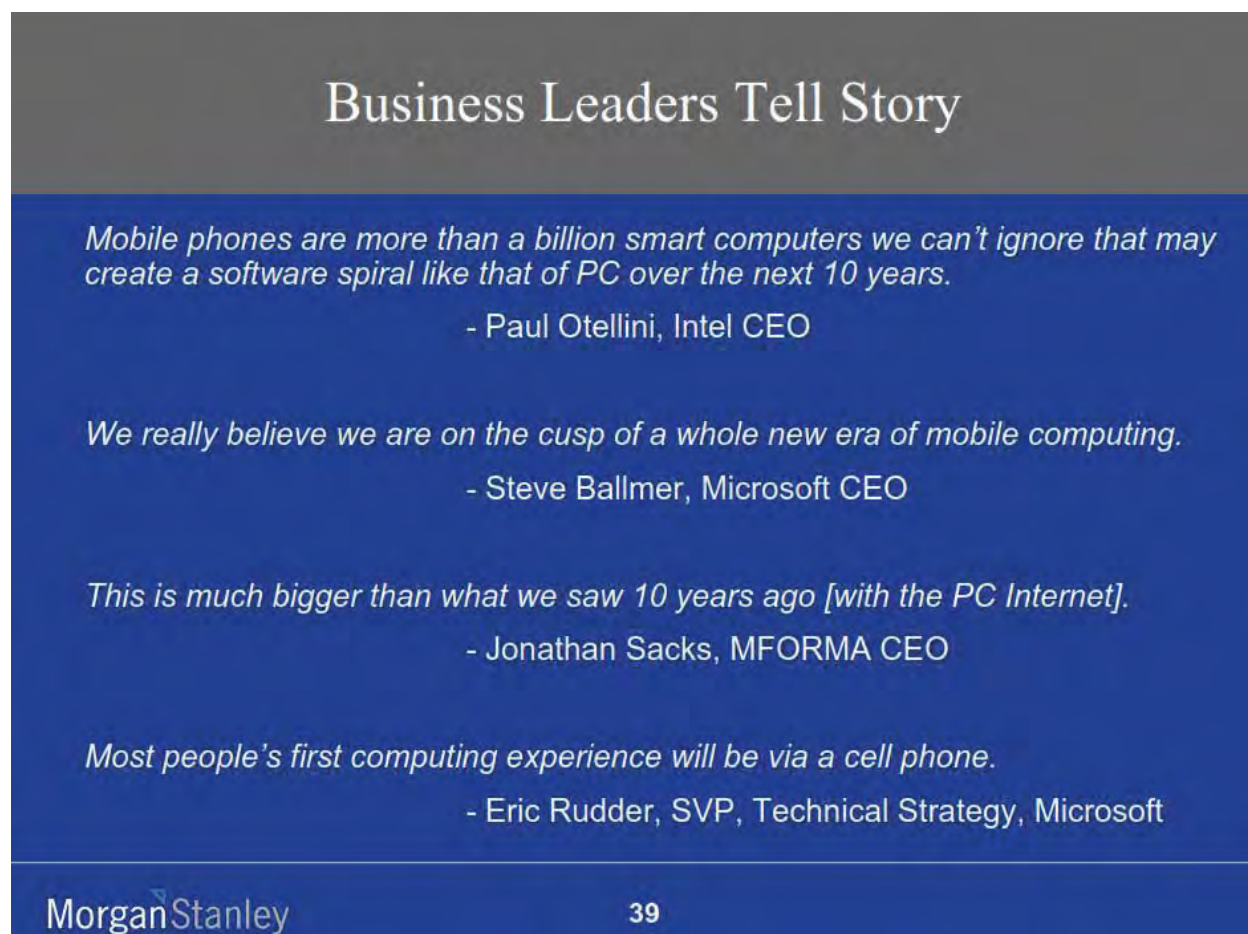 Business Leaders Tell Story
Mobile phones are more than a billion smart computers we can’t ignore that may
create a software spiral like that of PC over the next 10 years.
- Paul Otellini, Intel CEO
We really believe we are on the cusp of a whole new era of mobile computing.
- Steve Ballmer, Microsoft CEO
This is much bigger than what we saw 10 years ago [with the PC Internet].
- Jonathan Sacks, MFORMA CEO
Most people’s first computing experience will be via a cell phone.
- Eric Rudder, SVP, Technical Strategy, Microsoft
MorganStanley
39